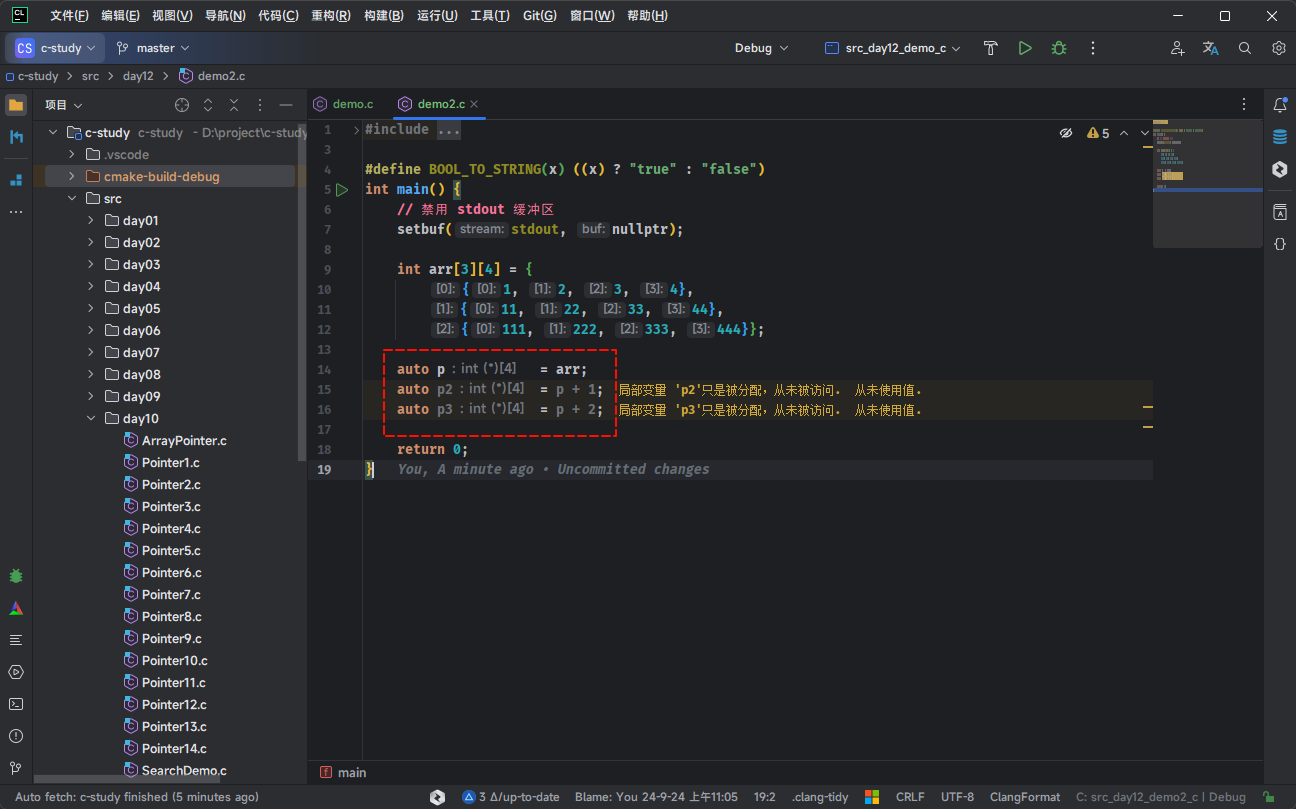 CL 文件(F) 编辑(E) 视图(V) 导航(N) 代码(C) 重构(R) 构建(B) 运行(U) 工具(T) Git(G) 窗口(W) 帮助(H)
CS c-study master Debug src_day12_demo_c
c-study src day12 demo2.c
项目
c-study c-study - D:\project\c-study
.vscode
cmake-build-debug
src
day01
day02
day03
day04
day05
day06
day07
day08
day09
day10
ArrayPointer.c
Pointer1.c
Pointer2.c
Pointer3.c
Pointer4.c
Pointer5.c
Pointer6.c
Pointer7.c
Pointer8.c
Pointer9.c
Pointer10.c
Pointer11.c
Pointer12.c
Pointer13.c
Pointer14.c
SearchDemo.c
demo.c demo2.c
5
1 #include ...
3
4 #define BOOL_TO_STRING(x) ((x) ? "true" : "false")
5 int main() {
6 // 禁用 stdout 缓冲区
7 setbuf( stream: stdout, buf: nullptr);
8
9 int arr[3][4] = {
10 [0]: { [0]: 1, [1]: 2, [2]: 3, [3]: 4},
11 [1]: { [0]: 11, [1]: 22, [2]: 33, [3]: 44},
12 [2]: { [0]: 111, [1]: 222, [2]: 333, [3]: 444}};
13
14 auto p : int (*)[4] = arr;
15 auto p2 : int (*)[4] = p + 1; 局部变量 'p2'只是被分配，从未被访问. 从未使用值.
16 auto p3 : int (*)[4] = p + 2; 局部变量 'p3'只是被分配，从未被访问. 从未使用值.
17
18 return 0;
19 } You, A minute ago • Uncommitted changes
f main
Auto fetch: c-study finished (5 minutes ago) 3 Δ/up-to-date Blame: You 24-9-24 上午11:05 19:2 .clang-tidy CRLF UTF-8 ClangFormat C: src_day12_demo2_c | Debug